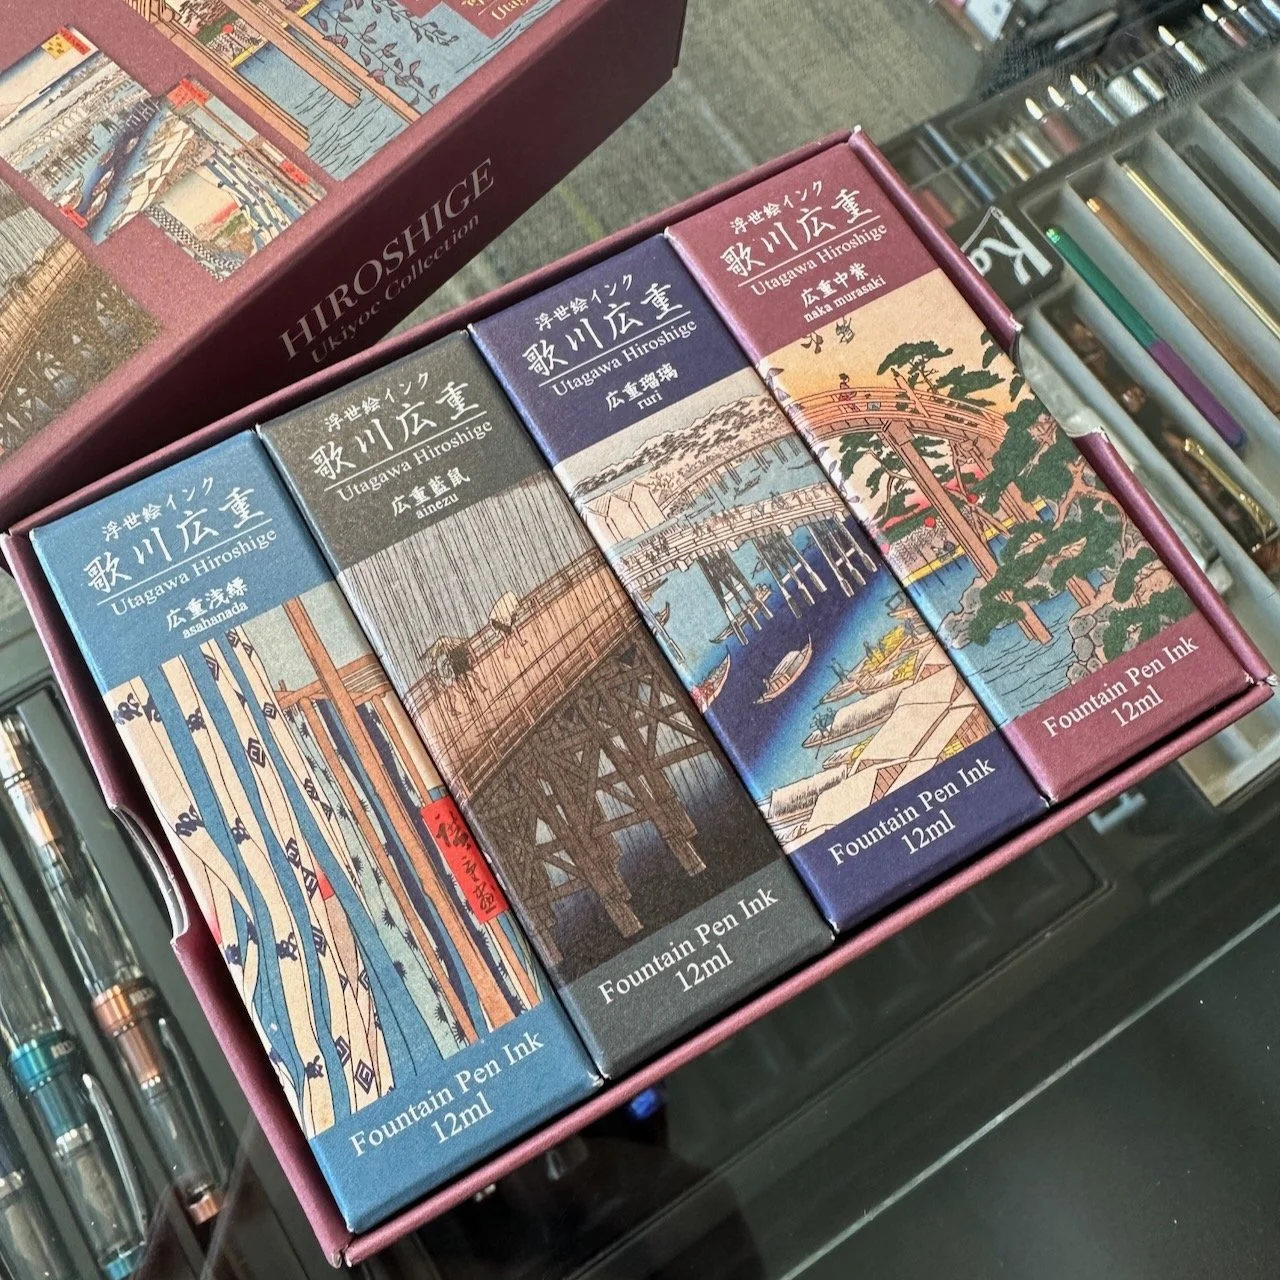 HIROSHIGE
Ukiyoe Collection
浮世絵インク
歌川広重
Utagawa Hiroshige
広重浅縹
asahanada
Fountain Pen Ink
12ml
浮世絵インク
歌川広重
Utagawa Hiroshige
広重藍鼠
ainezu
Fountain Pen Ink
12ml
浮世絵インク
歌川広重
Utagawa Hiroshige
広重瑠璃
ruri
Fountain Pen Ink
12ml
浮世絵インク
歌川広重
Utagawa Hiroshige
広重中紫
naka murasaki
Fountain Pen Ink
12ml